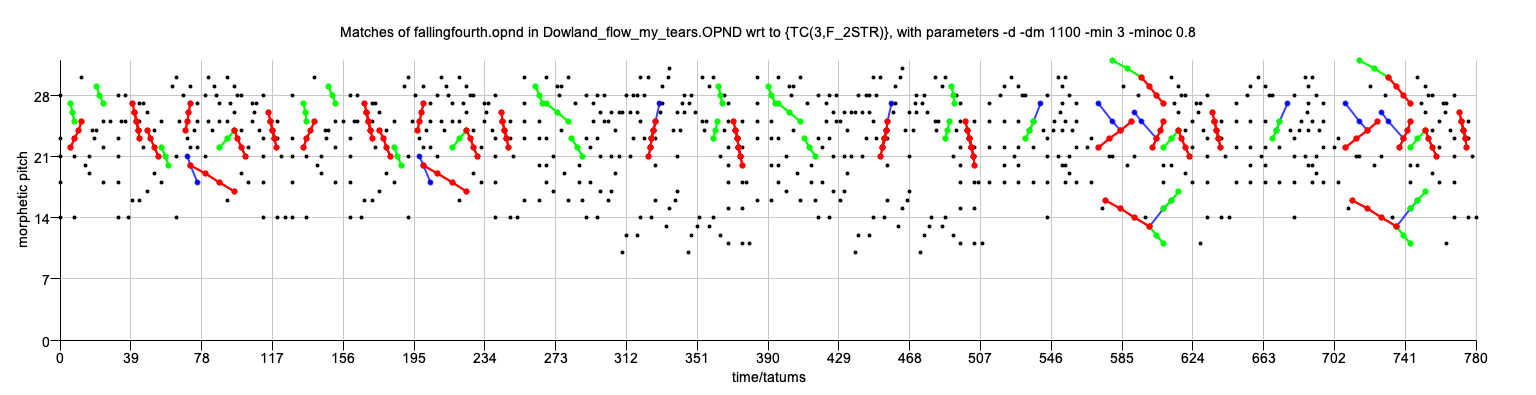 Matches of fallingfourth.opnd in Dowland_flow_my_tears.OPND wrt to {TC(3,F_2STR)}, with parameters -d -dm 1100 -min 3 -minoc 0.8
morphetic pitch
28
21
14
7
0
0 39 78 117 156 195 234 273 312 351 390 429 468 507 546 585 624 663 702 741 780
time/tatums